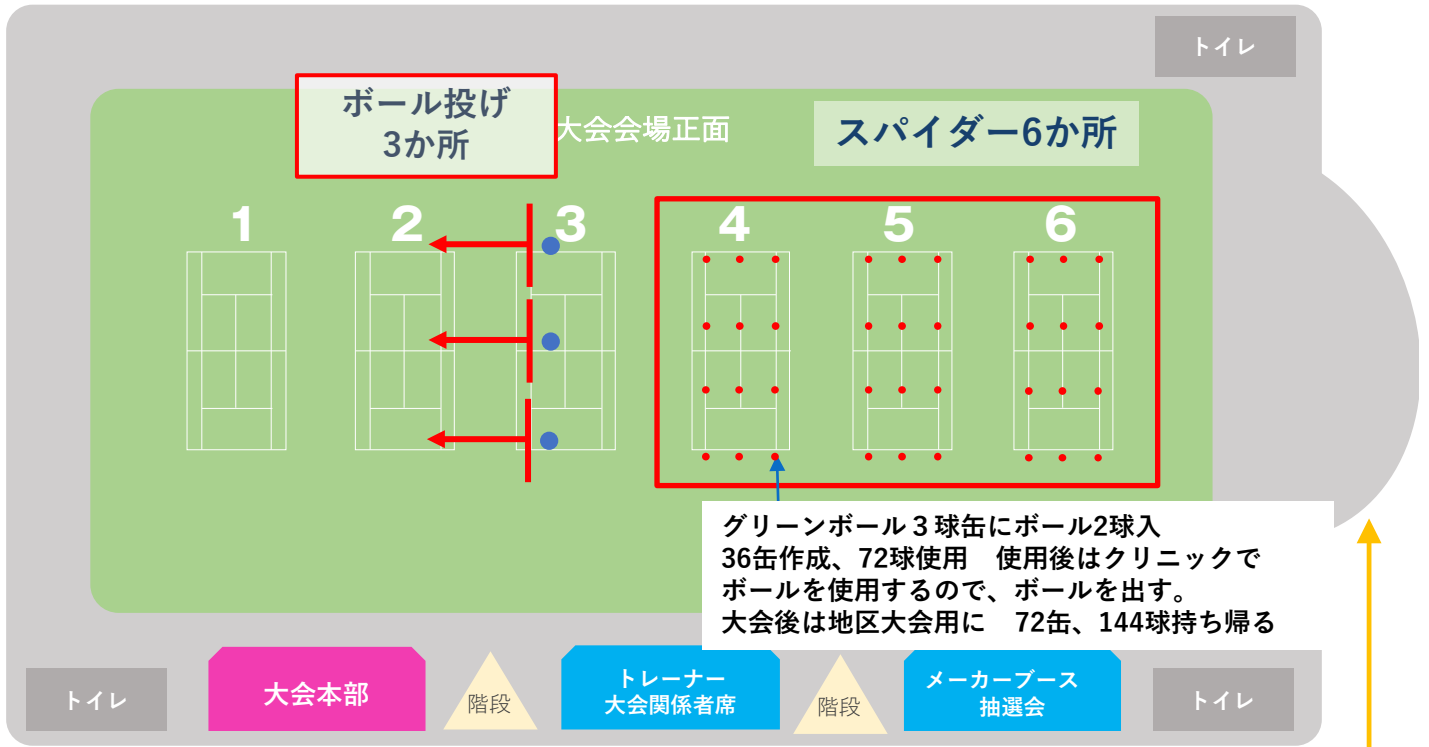 トイレ
ボール投げ
3か所
大会会場正面
スパイダー6か所
1
2
3
4
5
6
グリーンボール３球缶にボール2球入
36缶作成、72球使用　使用後はクリニックで
ボールを使用するので、ボールを出す。
大会後は地区大会用に　72缶、144球持ち帰る
トイレ
大会本部
階段
トレーナー
大会関係者席
階段
メーカーブース
抽選会
トイレ